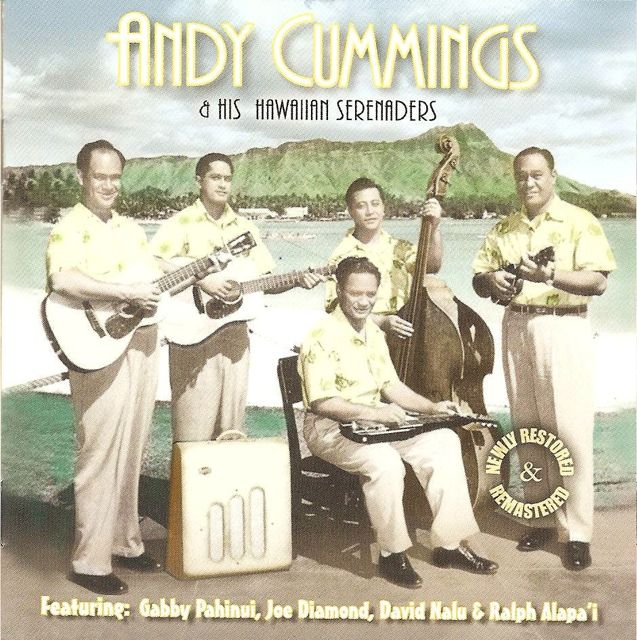 ANDY CUMMINGS
& HIS HAWAIIAN SERENADERS
NEWLY RESTORED
&
REMASTERED
Featuring: Gabby Pahinui, Joe Diamond, David Nalu & Ralph Alapa'i